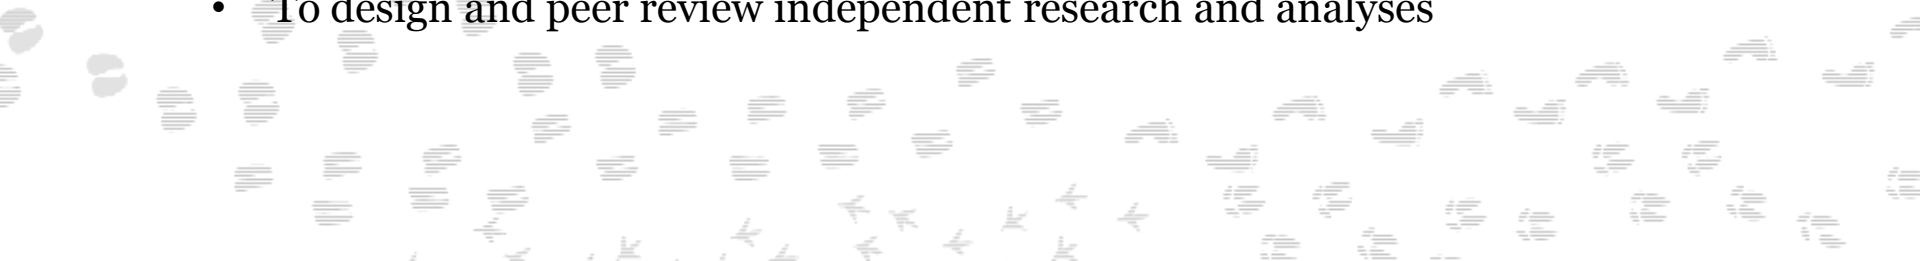 • To design and peer review independent research and analyses